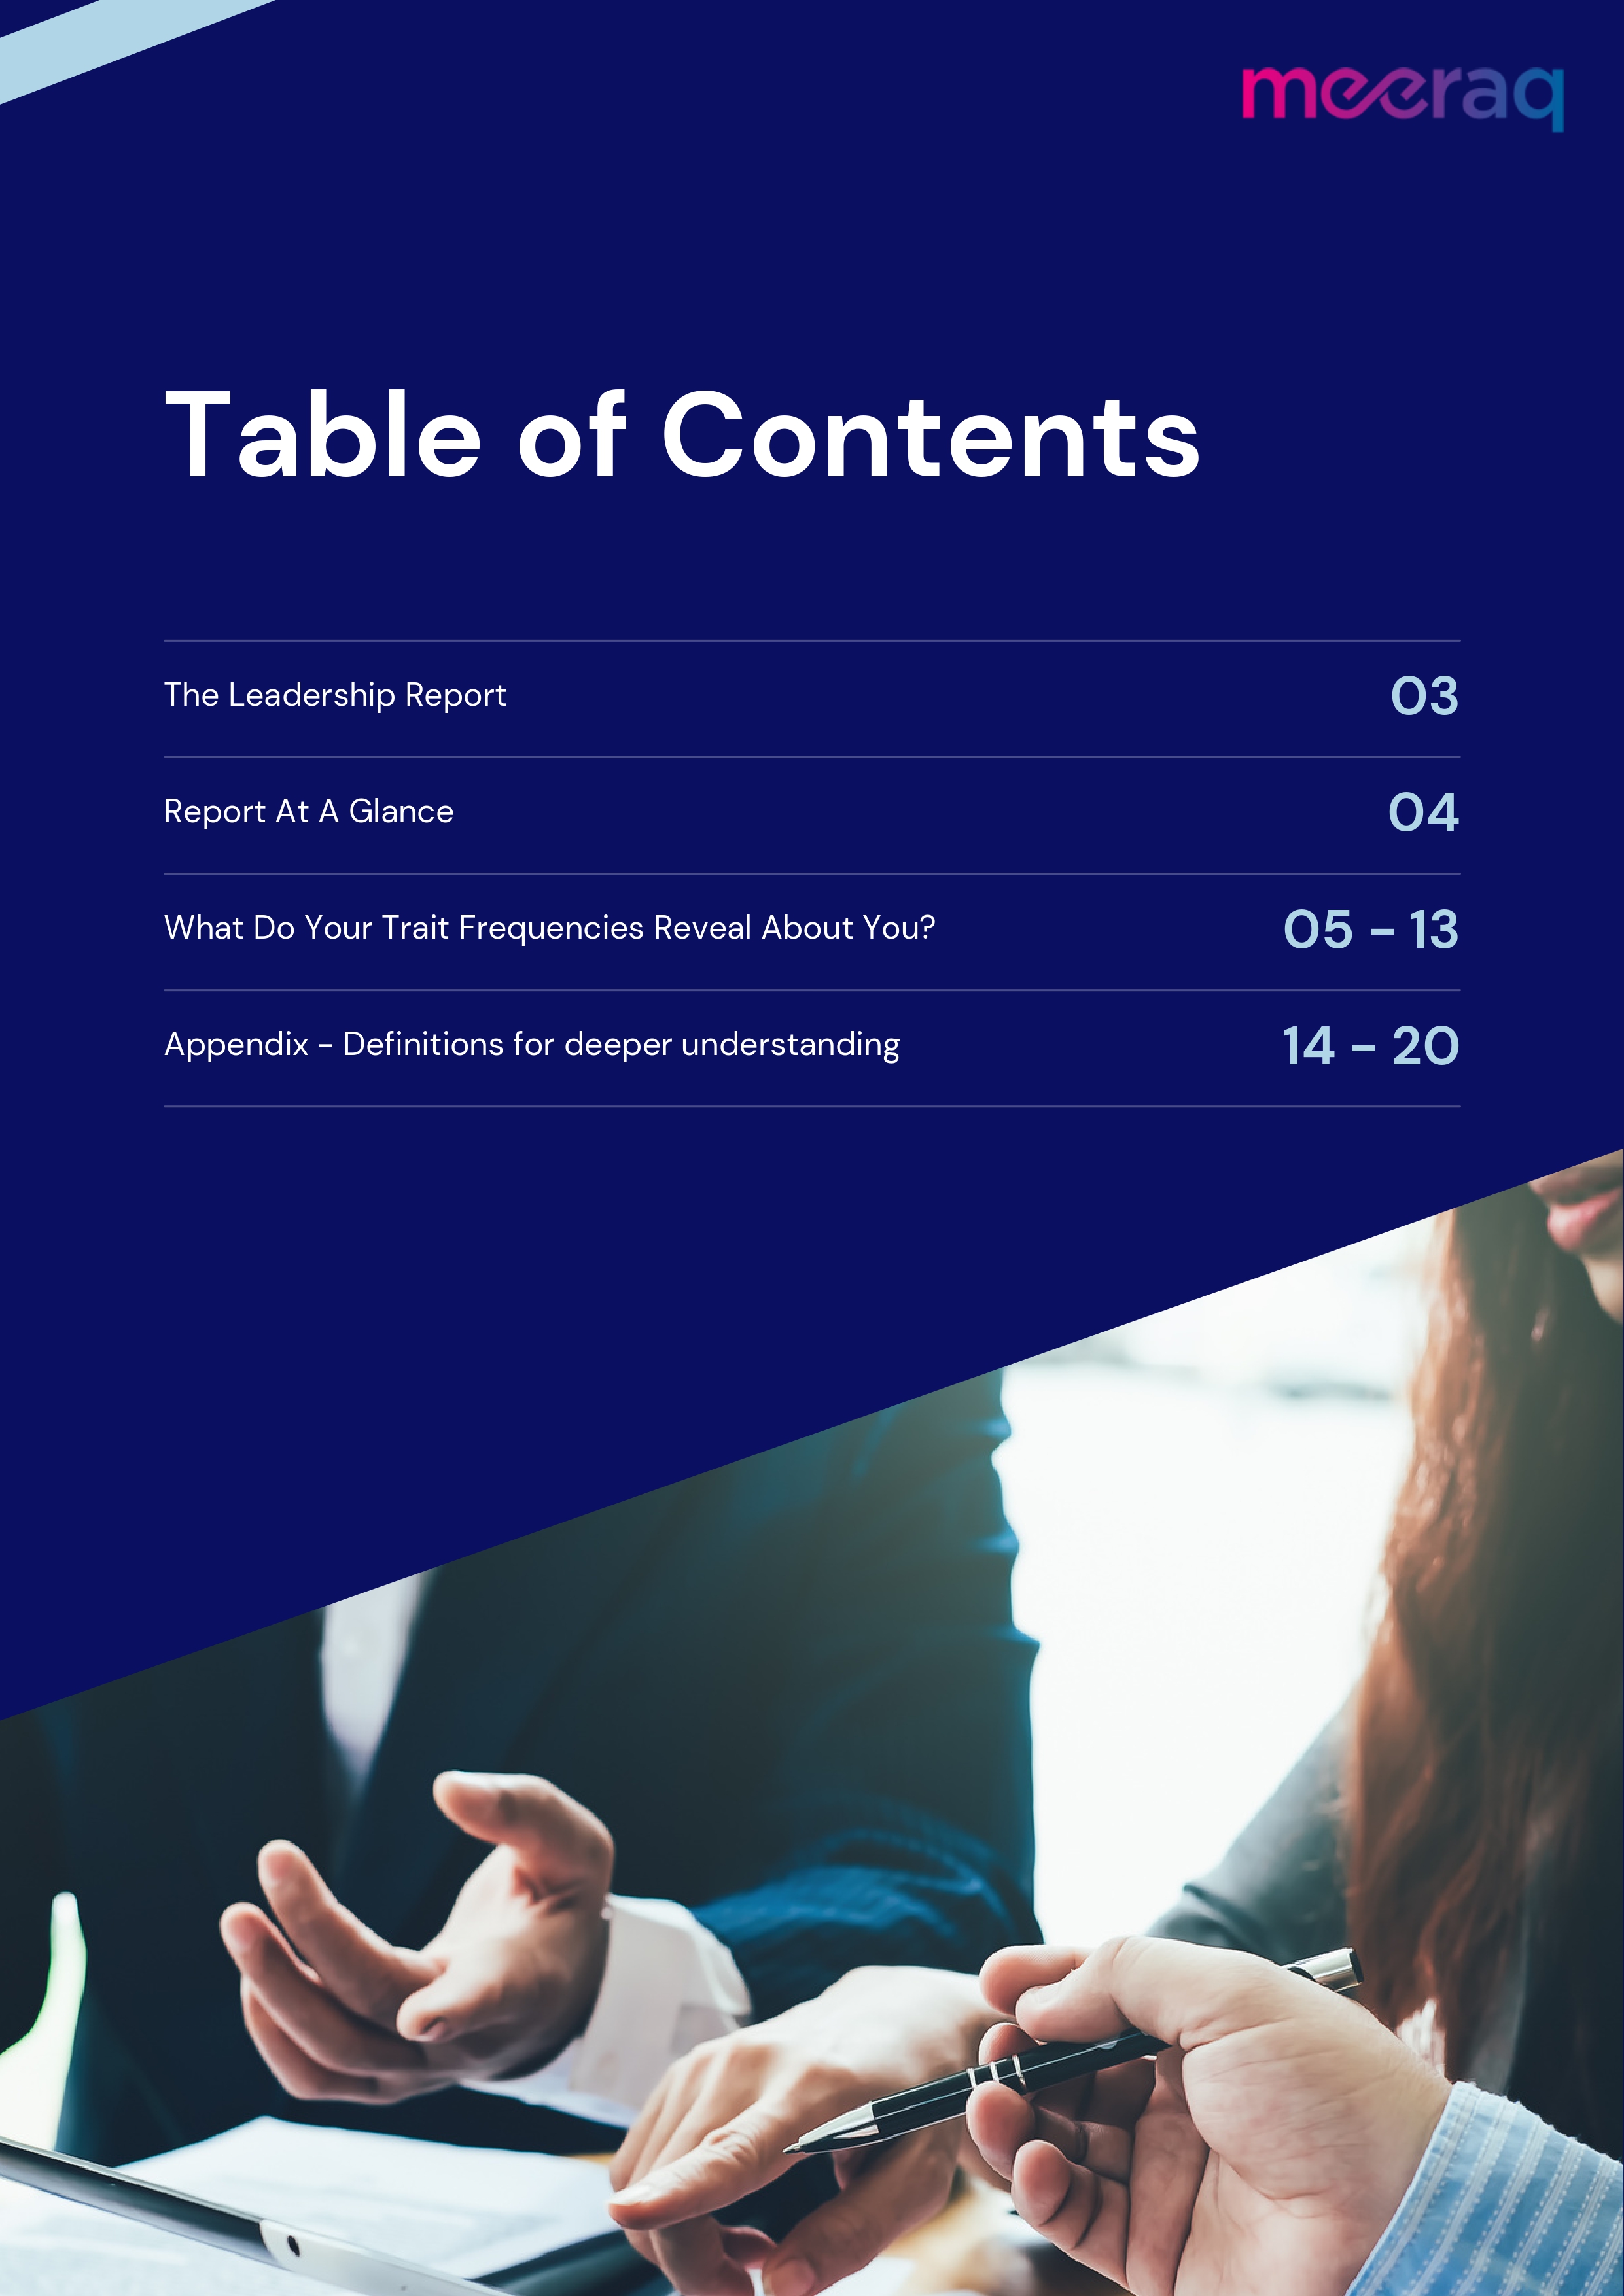 meeraq
Table of Contents
The Leadership Report 03
Report At A Glance 04
What Do Your Trait Frequencies Reveal About You? 05 – 13
Appendix – Definitions for deeper understanding 14 – 20